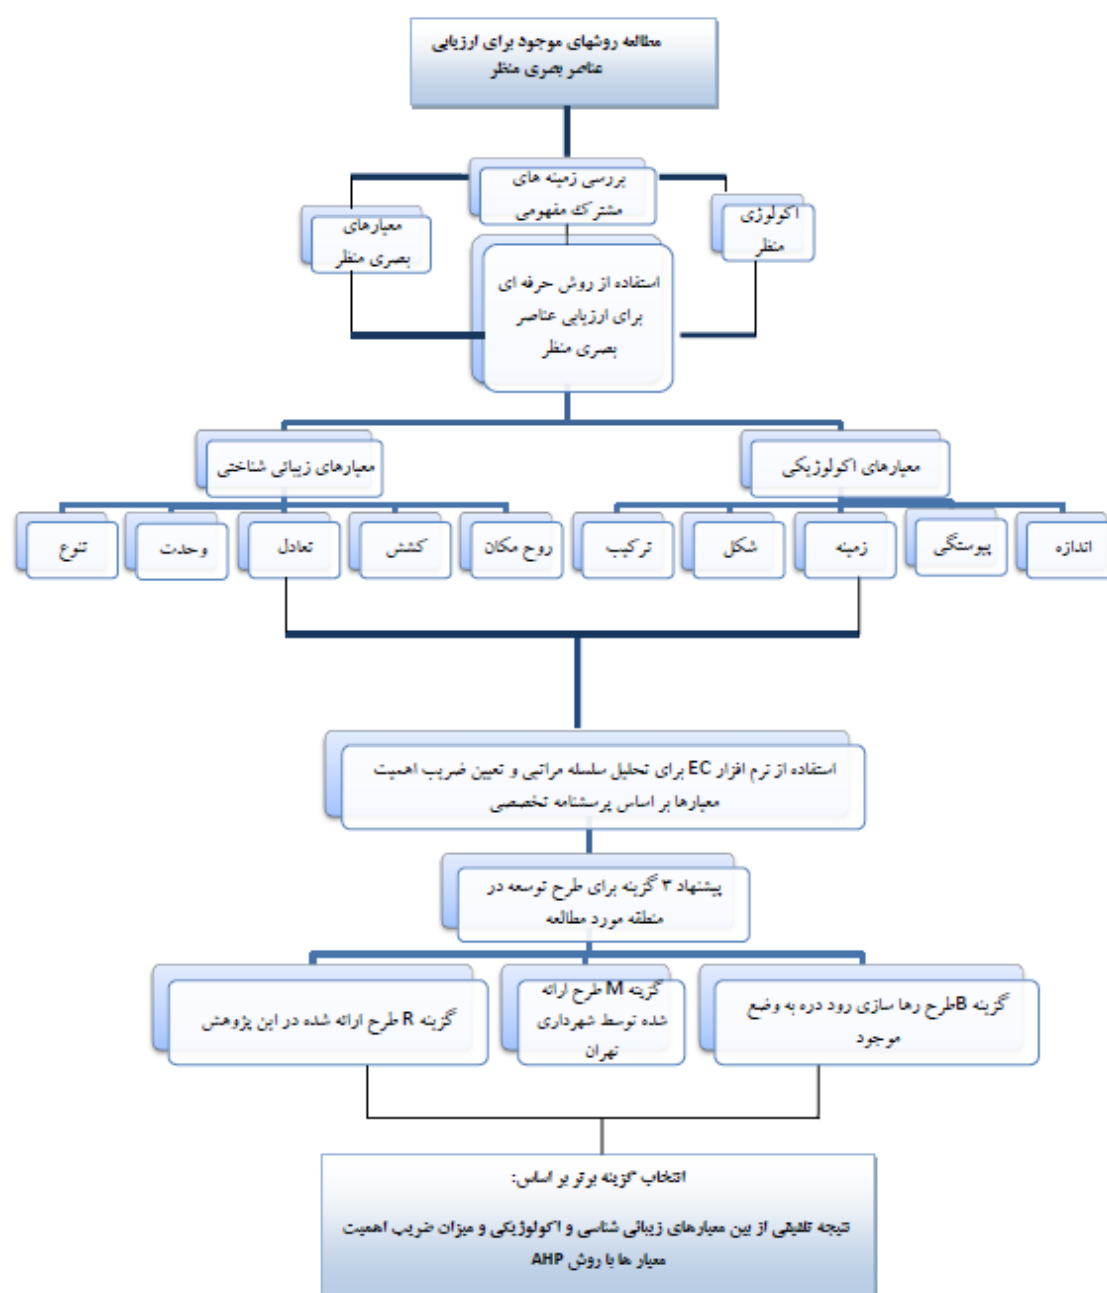 مطالعه روشهای موجود برای ارزیابی
عناصر بصری منظر
بررسی زمینه های
مشترک مفهومی
اکولوژی
منظر
معیارهای
بصری منظر
استفاده از روش حرفه ای
برای ارزیابی عناصر
بصری منظر
معیارهای اکولوژیکی
معیارهای زیبائی شناختی
اندازه
پیوستگی
زمینه
شکل
ترکیب
روح مکان
کشش
تعادل
وحدت
تنوع
استفاده از نرم افزار EC برای تحلیل سلسله مراتبی و تعیین ضریب اهمیت
معیارها بر اساس پرسشنامه تخصصی
پیشنهاد ۳ گزینه برای طرح توسعه در
منطقه مورد مطالعه
گزینه B طرح رها سازی رود دره به وضع
موجود
گزینه M طرح ارائه
شده توسط شهرداری
تهران
گزینه R طرح ارائه شده در این پژوهش
انتخاب گزینه برتر بر اساس:
نتیجه تلفیقی از بین معیارهای زیبائی شناسی و اکولوژیکی و میزان ضریب اهمیت
معیار ها با روش AHP